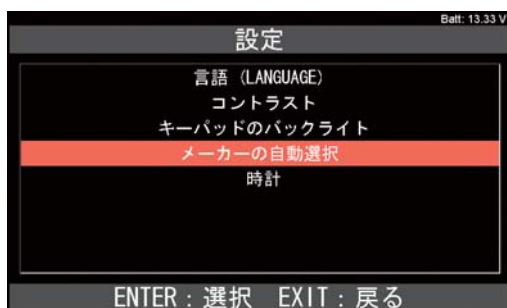 Batt: 13.33 V
設定
言語 (LANGUAGE)
コントラスト
キーパッドのバックライト
メーカーの自動選択
時計
ENTER : 選択 EXIT : 戻る